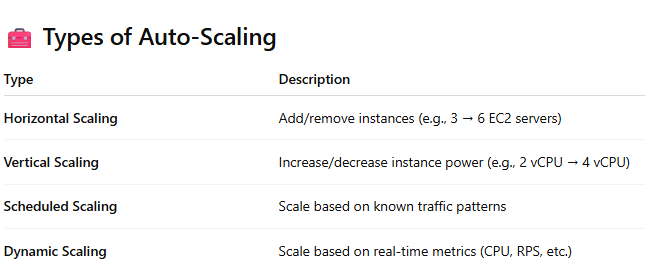 🧰 Types of Auto-Scaling
Type Description
Horizontal Scaling Add/remove instances (e.g., 3 → 6 EC2 servers)
Vertical Scaling Increase/decrease instance power (e.g., 2 vCPU → 4 vCPU)
Scheduled Scaling Scale based on known traffic patterns
Dynamic Scaling Scale based on real-time metrics (CPU, RPS, etc.)